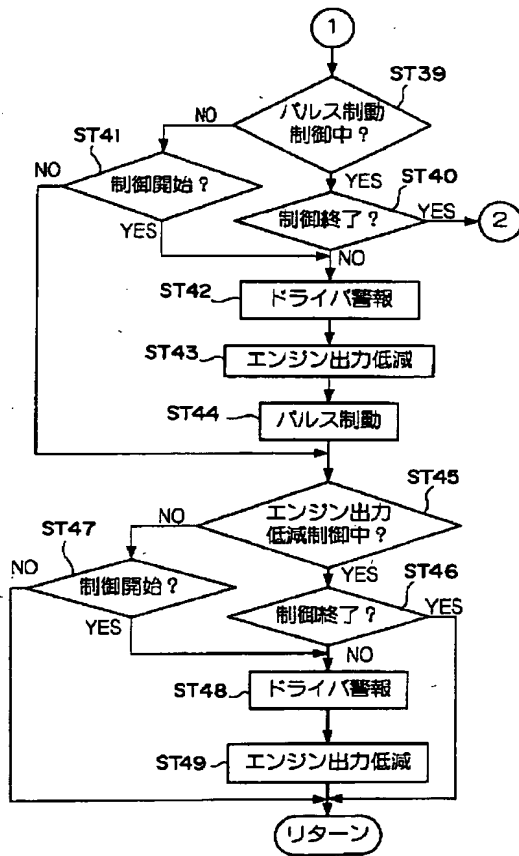 1
ST39
パルス制動
制御中?
NO
ST41
YES
ST40
NO
制御開始?
制御終了?
YES
2
YES
NO
ST42
ドライバ警報
ST43
エンジン出力低減
ST44
パルス制動
ST45
エンジン出力
低減制御中?
NO
ST47
YES
ST46
NO
制御開始?
制御終了?
YES
YES
NO
ST48
ドライバ警報
ST49
エンジン出力低減
リターン